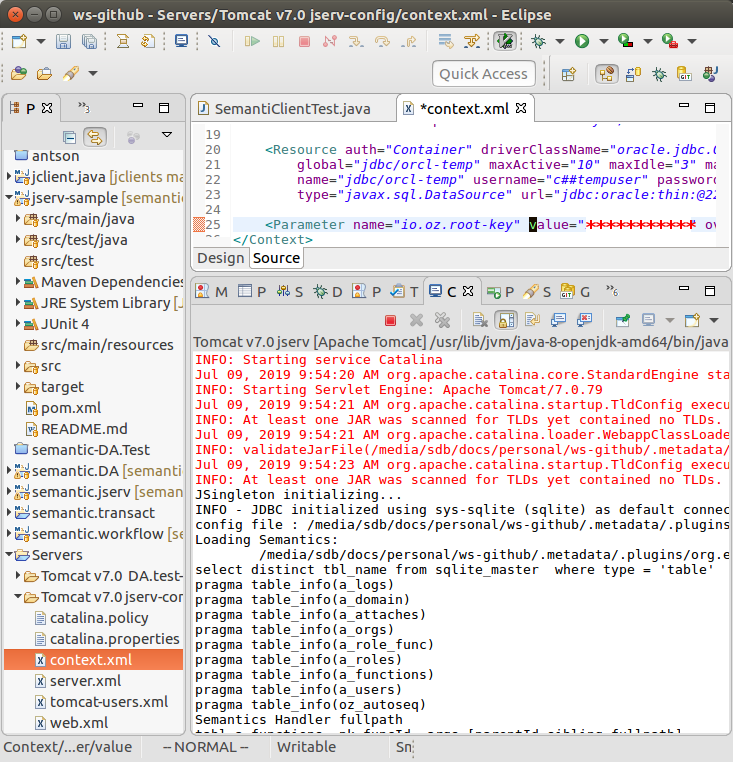 ws-github - Servers/Tomcat v7.0 jserv-config/context.xml - Eclipse
Quick Access
P
3
antson
jclient.java [jclients ma
jserv-sample [semantic
src/main/java
src/test/java
src/test
Maven Dependencies
JRE System Library [J
JUnit 4
src/main/resources
src
target
pom.xml
README.md
semantic-DA.Test
semantic.DA [semantic
semantic.jserv [semant
semantic.transact
semantic.workflow [se
Servers
Tomcat v7.0 DA.test-
Tomcat v7.0 jserv-cor
catalina.policy
catalina.properties
context.xml
server.xml
tomcat-users.xml
web.xml
SemantiClientTest.java
*context.xml
19
20 <Resource auth="Container" driverClassName="oracle.jdbc.O
21 global="jdbc/orcl-temp" maxActive="10" maxIdle="3" ma
22 name="jdbc/orcl-temp" username="c##tempuser" password
23 type="javax.sql.DataSource" url="jdbc:oracle:thin:@22
24
25 <Parameter name="io.oz.root-key" value="************" ov
26 </Context>
Design Source
M P S D P T C P S G 6
Tomcat v7.0 jserv [Apache Tomcat] /usr/lib/jvm/java-8-openjdk-amd64/bin/java
INFO: Starting service Catalina
Jul 09, 2019 9:54:20 AM org.apache.catalina.core.StandardEngine sta
INFO: Starting Servlet Engine: Apache Tomcat/7.0.79
Jul 09, 2019 9:54:21 AM org.apache.catalina.startup.TldConfig execu
INFO: At least one JAR was scanned for TLDs yet contained no TLDs.
Jul 09, 2019 9:54:21 AM org.apache.catalina.loader.WebappClassLoade
INFO: validateJarFile(/media/sdb/docs/personal/ws-github/.metadata/
Jul 09, 2019 9:54:23 AM org.apache.catalina.startup.TldConfig execu
INFO: At least one JAR was scanned for TLDs yet contained no TLDs.
JSingleton initializing...
INFO - JDBC initialized using sys-sqlite (sqlite) as default connec
config file : /media/sdb/docs/personal/ws-github/.metadata/.plugins
Loading Semantics:
/media/sdb/docs/personal/ws-github/.metadata/.plugins/org.e
select distinct tbl_name from sqlite_master where type = 'table'
pragma table_info(a_logs)
pragma table_info(a_domain)
pragma table_info(a_attaches)
pragma table_info(a_orgs)
pragma table_info(a_role_func)
pragma table_info(a_roles)
pragma table_info(a_functions)
pragma table_info(a_users)
pragma table_info(oz_autoseq)
Semantics Handler fullpath
Context/...er/value
-- NORMAL --
Writable